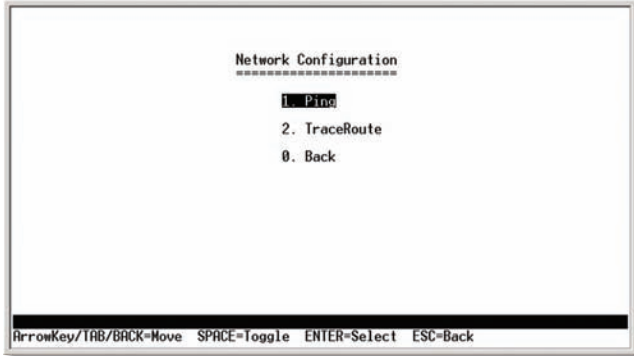 Network Configuration
=====================
1. Ping
2. TraceRoute
0. Back
ArrowKey/TAB/BACK=Move  SPACE=Toggle  ENTER=Select  ESC=Back